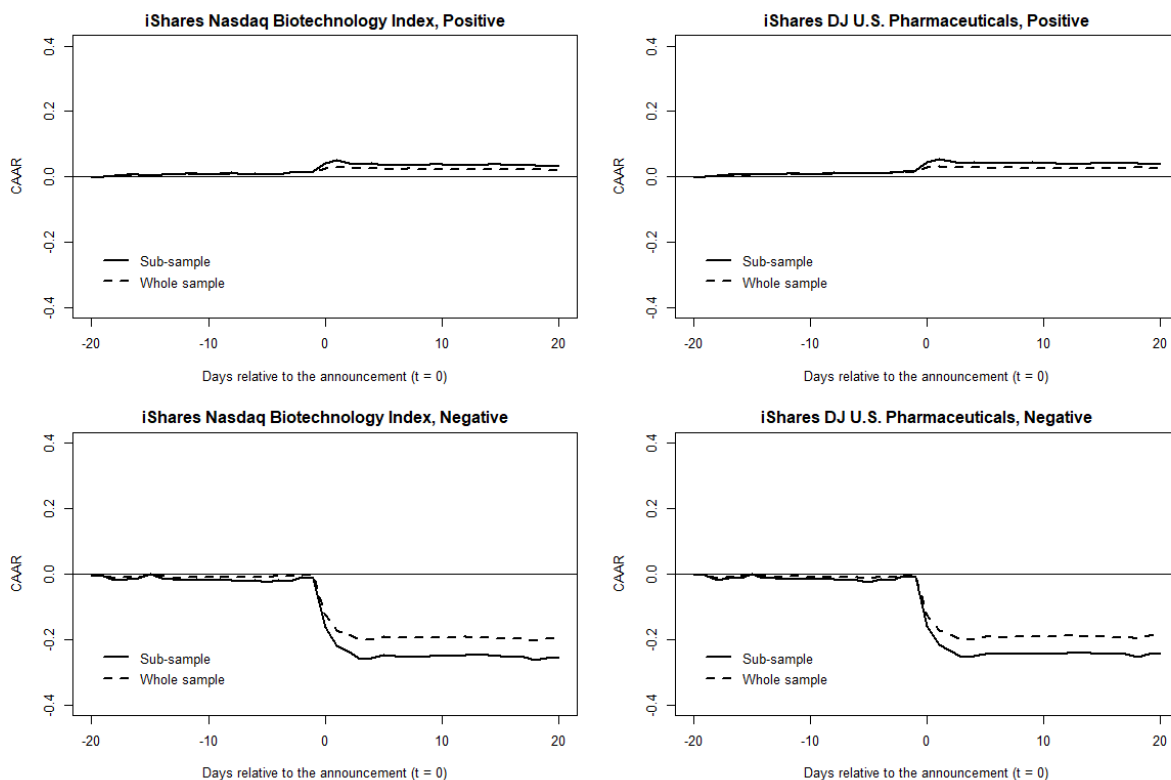 iShares Nasdaq Biotechnology Index, Positive
CAAR
0.4
0.2
0.0
-0.2
-0.4
Sub-sample
Whole sample
-20 -10 0 10 20
Days relative to the announcement (t = 0)
iShares DJ U.S. Pharmaceuticals, Positive
CAAR
0.4
0.2
0.0
-0.2
-0.4
Sub-sample
Whole sample
-20 -10 0 10 20
Days relative to the announcement (t = 0)
iShares Nasdaq Biotechnology Index, Negative
CAAR
0.4
0.2
0.0
-0.2
-0.4
Sub-sample
Whole sample
-20 -10 0 10 20
Days relative to the announcement (t = 0)
iShares DJ U.S. Pharmaceuticals, Negative
CAAR
0.4
0.2
0.0
-0.2
-0.4
Sub-sample
Whole sample
-20 -10 0 10 20
Days relative to the announcement (t = 0)